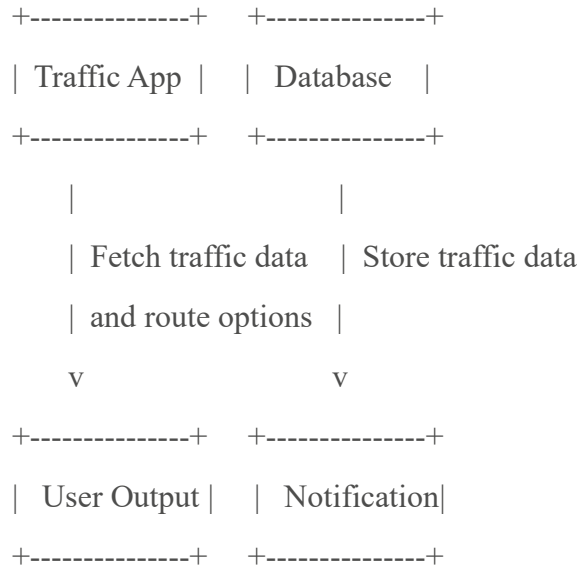 +---------------+     +--------------+
|  Traffic App  |     |   Database    |
+---------------+     +--------------+
       |                              |
       |  Fetch traffic data    |  Store traffic data
       |  and route options   |
       v                              v
+---------------+     +--------------+
|   User Output |     |   Notification|
+---------------+     +--------------+